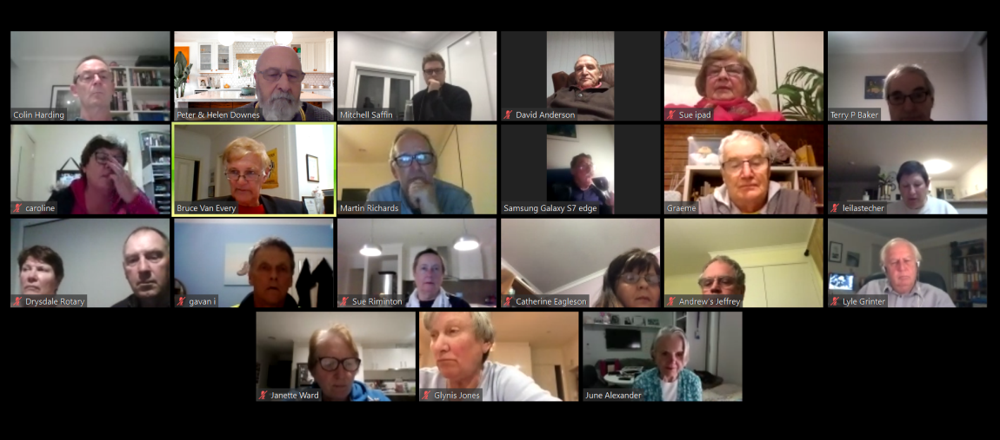 Colin Harding
Peter & Helen Downes
Mitchell Saffin
David Anderson
Sue ipad
Terry P Baker
caroline
Bruce Van Every
Martin Richards
Samsung Galaxy S7 edge
Graeme
leilastecher
Drysdale Rotary
gavan i
Sue Riminton
Catherine Eagleson
Andrew's Jeffrey
Lyle Grinter
Janette Ward
Glynis Jones
June Alexander